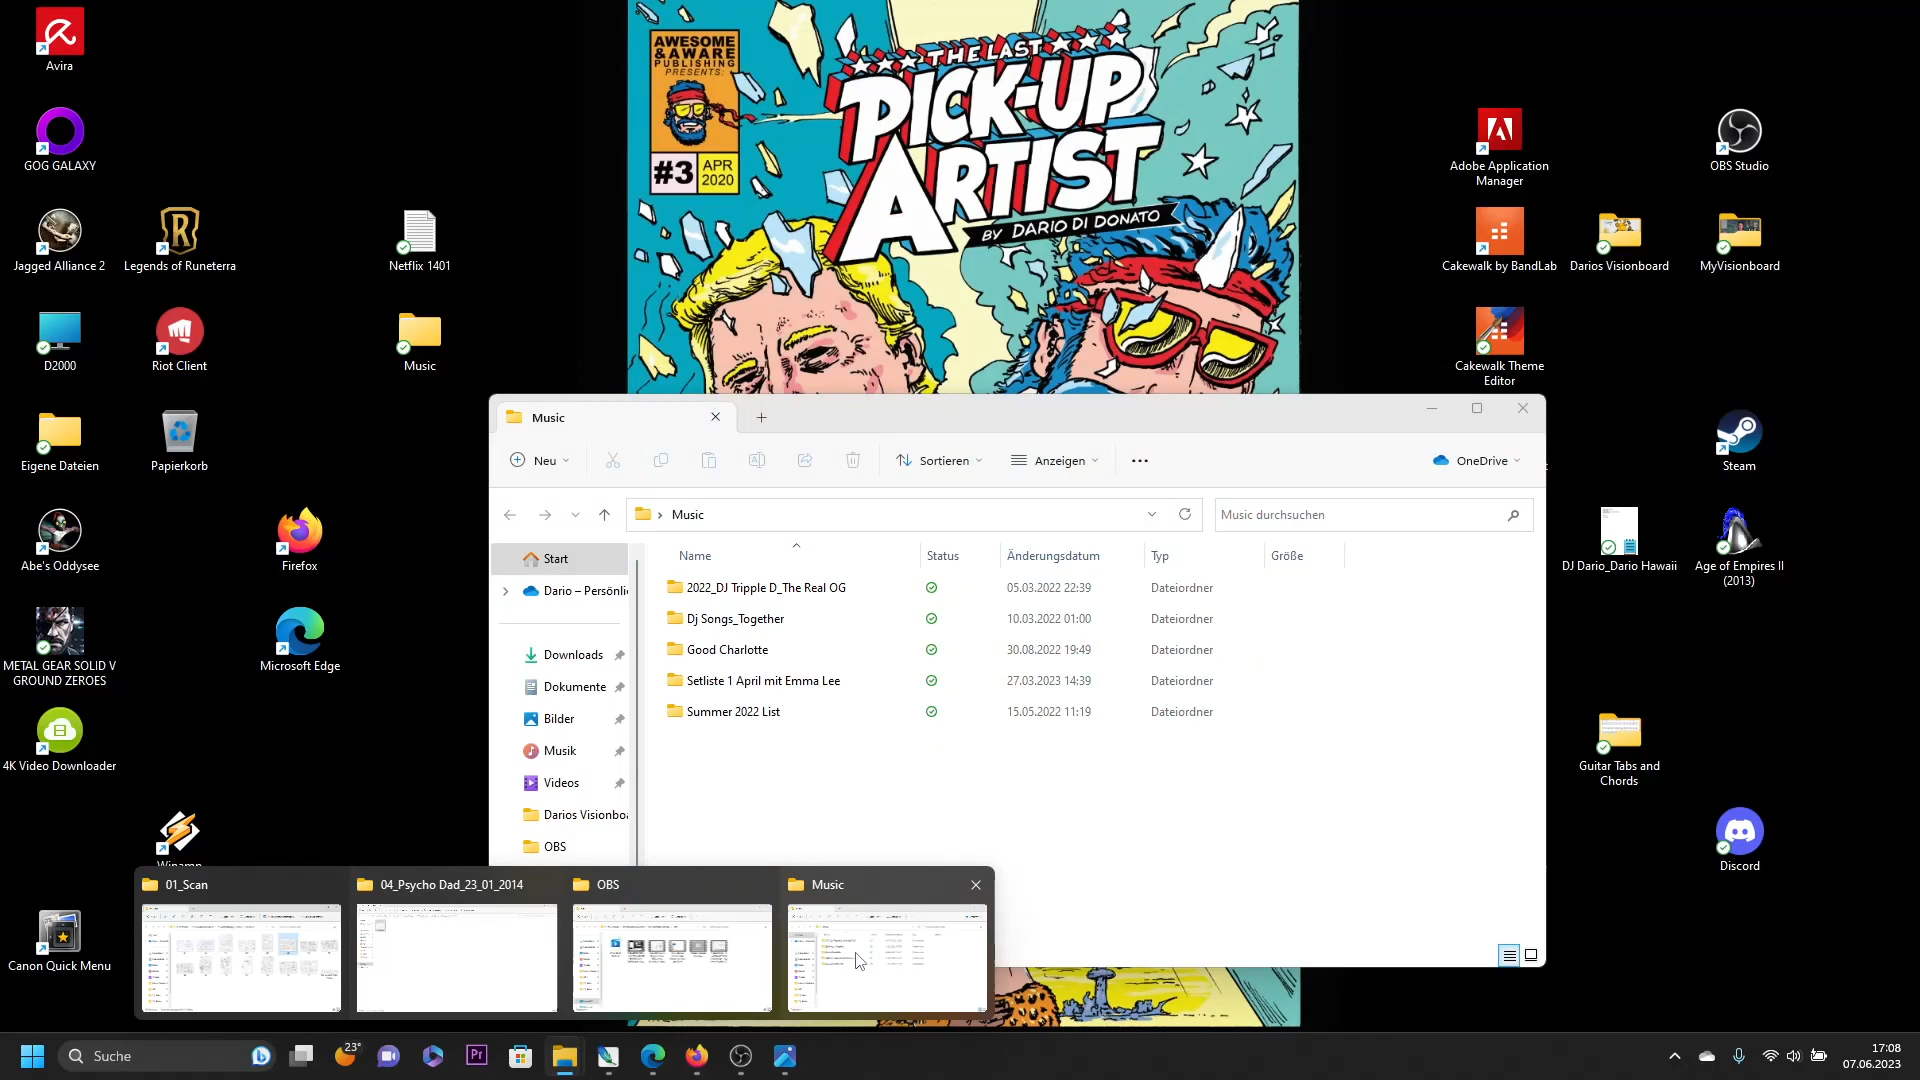 Avira
GOG GALAXY
Jagged Alliance 2
Legends of Runeterra
Netflix 1401
D2000
Riot Client
Music
Eigene Dateien
Papierkorb
Abe's Oddysee
Firefox
METAL GEAR SOLID V
GROUND ZEROES
Microsoft Edge
4K Video Downloader
Winamp
Canon Quick Menu
AWESOME
& AWARE
PUBLISHING
PRESENTS:
#3
APR
2020
THE LAST
PICK-UP
ARTIST
BY DARIO DI DONATO
Adobe Application
Manager
OBS Studio
Cakewalk by BandLab
Darios Visionboard
MyVisionboard
Cakewalk Theme
Editor
Steam
DJ Dario_Dario Hawaii
Age of Empires II
(2013)
Guitar Tabs and
Chords
Discord
Music
Neu
Sortieren
Anzeigen
OneDrive
Music
Music durchsuchen
Start
Dario – Persönli
Downloads
Dokumente
Bilder
Musik
Videos
Darios Visionboa
OBS
Name Status Änderungsdatum Typ Größe
2022_DJ Tripple D_The Real OG 05.03.2022 22:39 Dateiordner
Dj Songs_Together 10.03.2022 01:00 Dateiordner
Good Charlotte 30.08.2022 19:49 Dateiordner
Setliste 1 April mit Emma Lee 27.03.2023 14:39 Dateiordner
Summer 2022 List 15.05.2022 11:19 Dateiordner
01_Scan
04_Psycho Dad_23_01_2014
OBS
Music
Suche
23°
Pr
17:08
07.06.2023